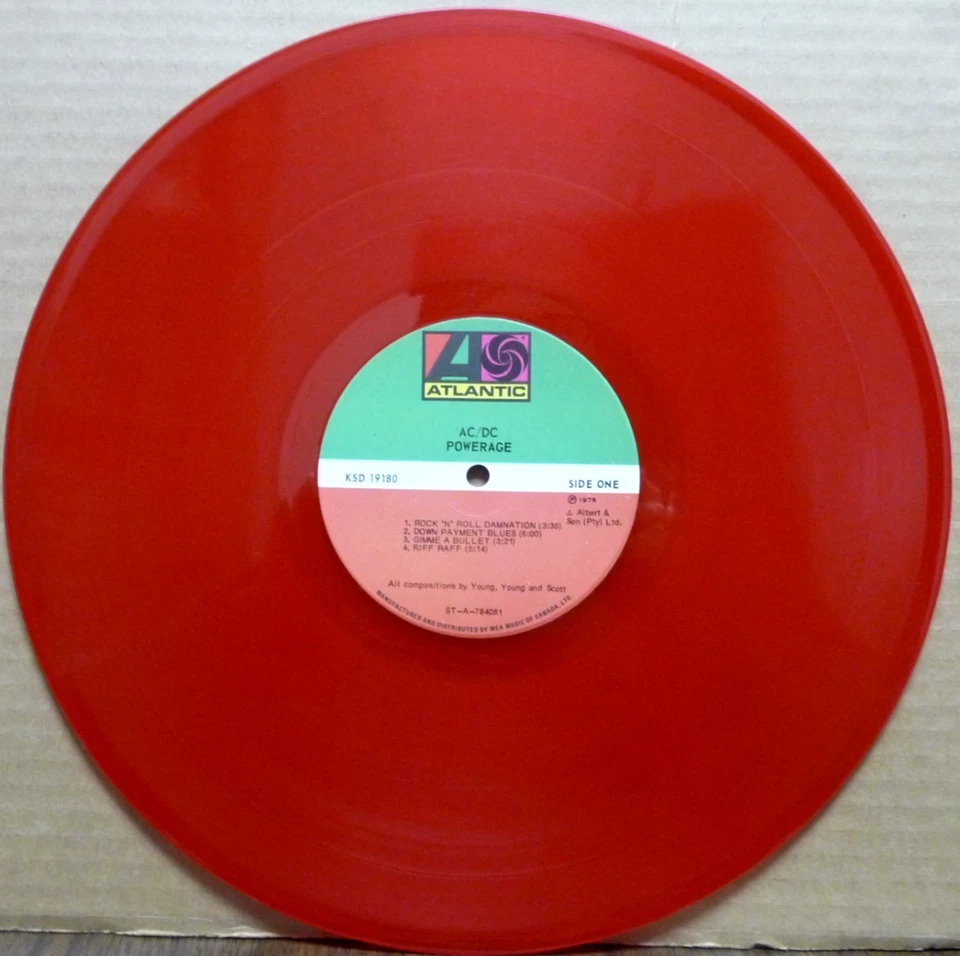 ATLANTIC
AC/DC
POWERAGE
KSD 19180
SIDE ONE
℗ 1978
J. Albert &
Son (Pty) Ltd.
1. ROCK 'N' ROLL DAMNATION (3:35)
2. DOWN PAYMENT BLUES (6:00)
3. GIMME A BULLET (3:21)
4. RIFF RAFF (5:14)
All compositions by Young, Young and Scott
ST-A-784081
MANUFACTURED AND DISTRIBUTED BY WEA MUSIC OF CANADA, LTD.